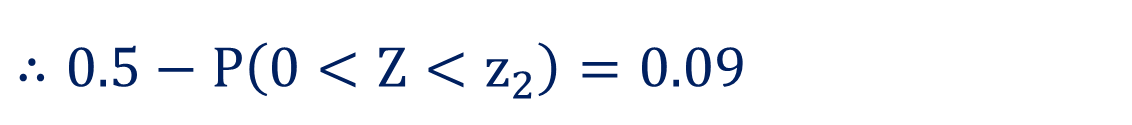 ∴ 0.5 − P(0 < Z < z₂) = 0.09